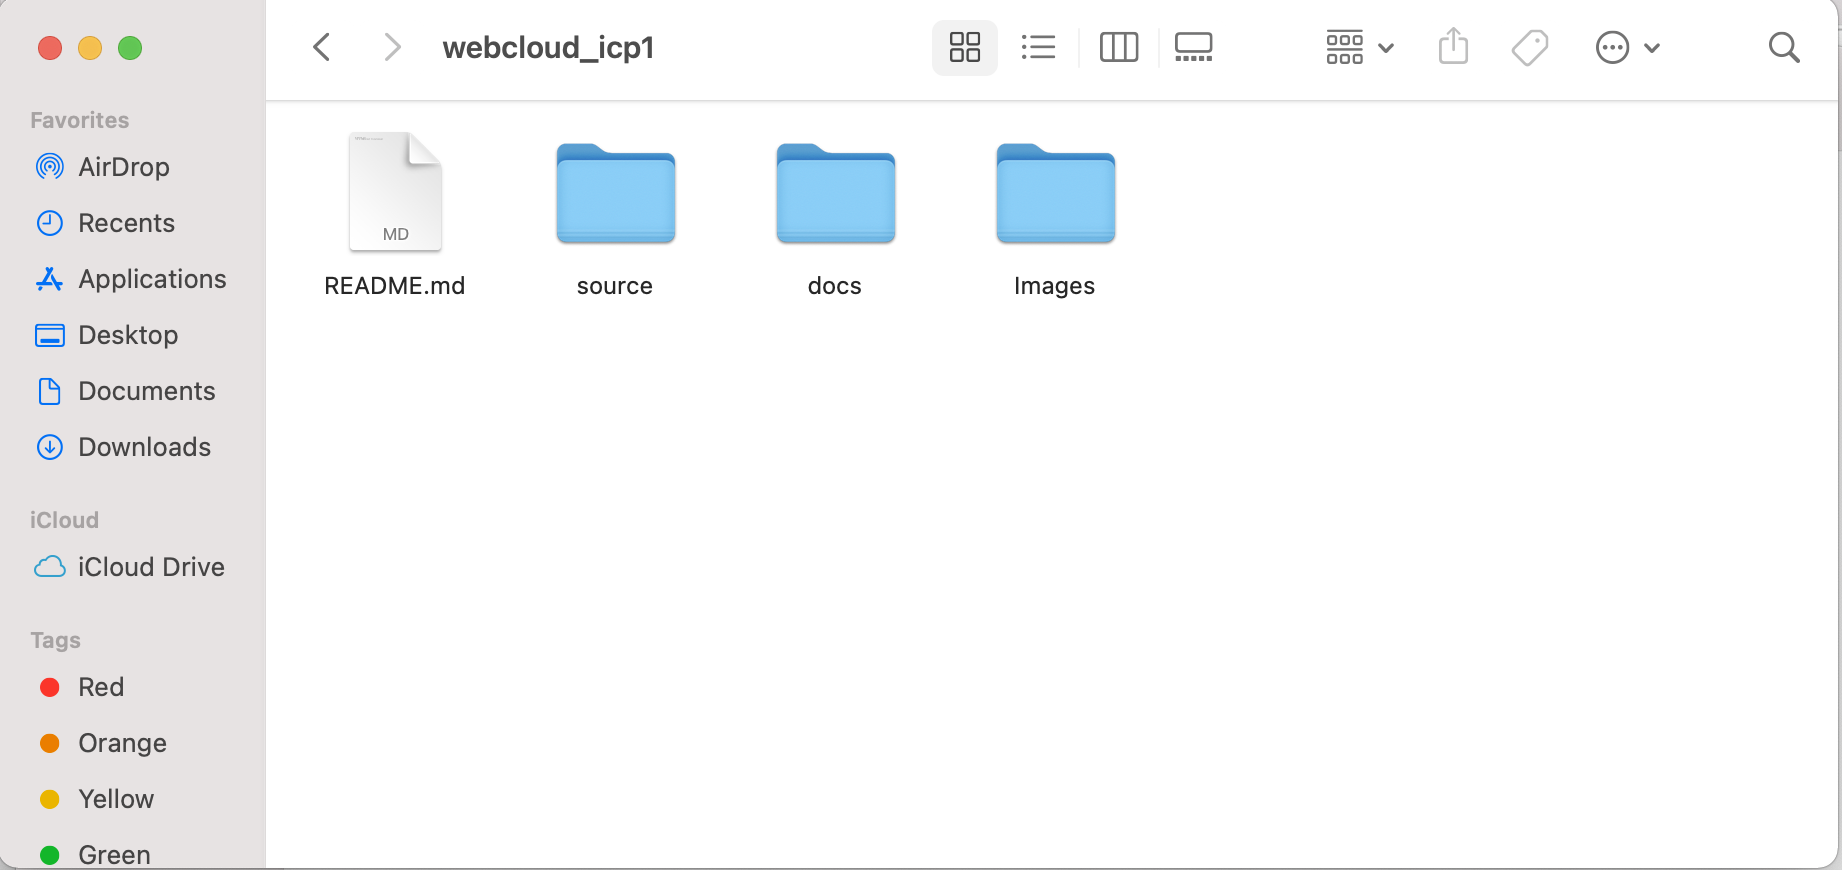 webcloud_icp1
Favorites
AirDrop
Recents
Applications
Desktop
Documents
Downloads
iCloud
iCloud Drive
Tags
Red
Orange
Yellow
Green
MD
README.md
source
docs
Images